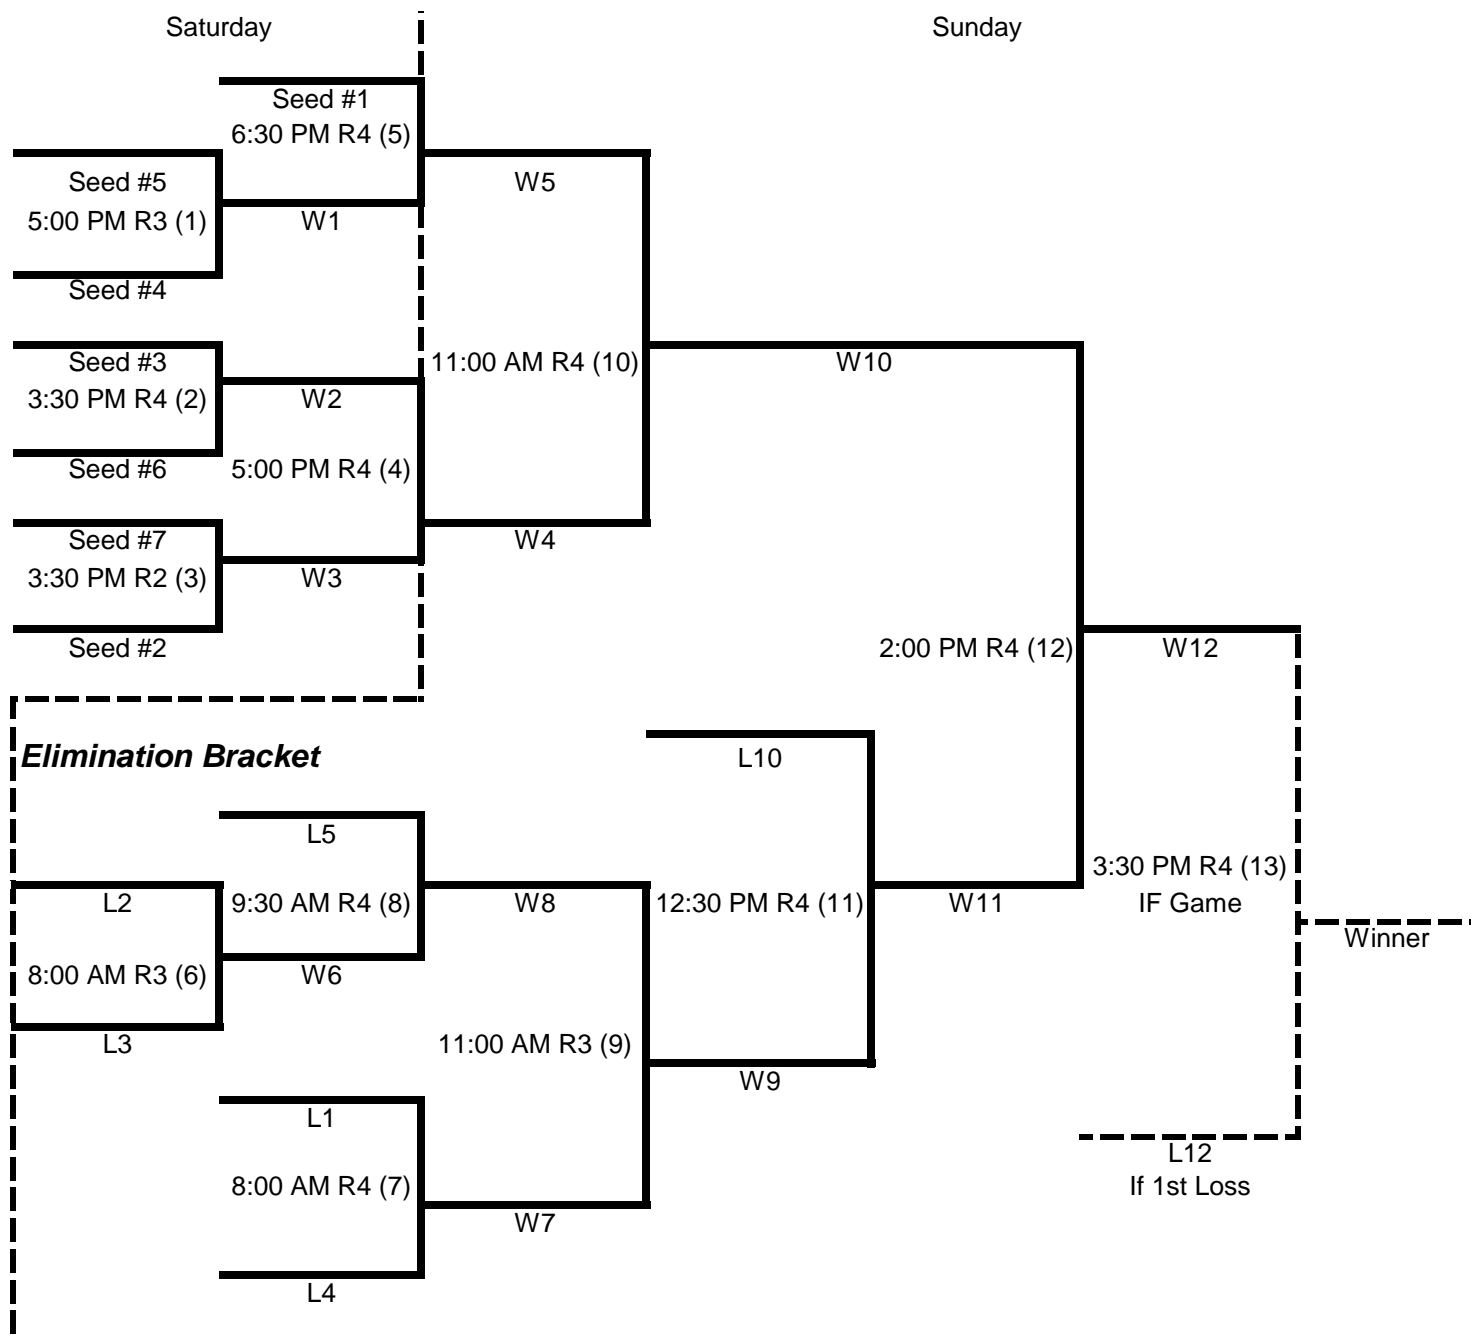 Saturday
Sunday
Seed #1
6:30 PM R4 (5)
Seed #5
W5
5:00 PM R3 (1)
W1
Seed #4
Seed #3
11:00 AM R4 (10)
W10
3:30 PM R4 (2)
W2
Seed #6
5:00 PM R4 (4)
Seed #7
W4
3:30 PM R2 (3)
W3
Seed #2
2:00 PM R4 (12)
W12
Elimination Bracket
L10
L5
3:30 PM R4 (13)
L2
9:30 AM R4 (8)
W8
12:30 PM R4 (11)
W11
IF Game
Winner
8:00 AM R3 (6)
W6
L3
11:00 AM R3 (9)
W9
L1
L12
8:00 AM R4 (7)
If 1st Loss
W7
L4